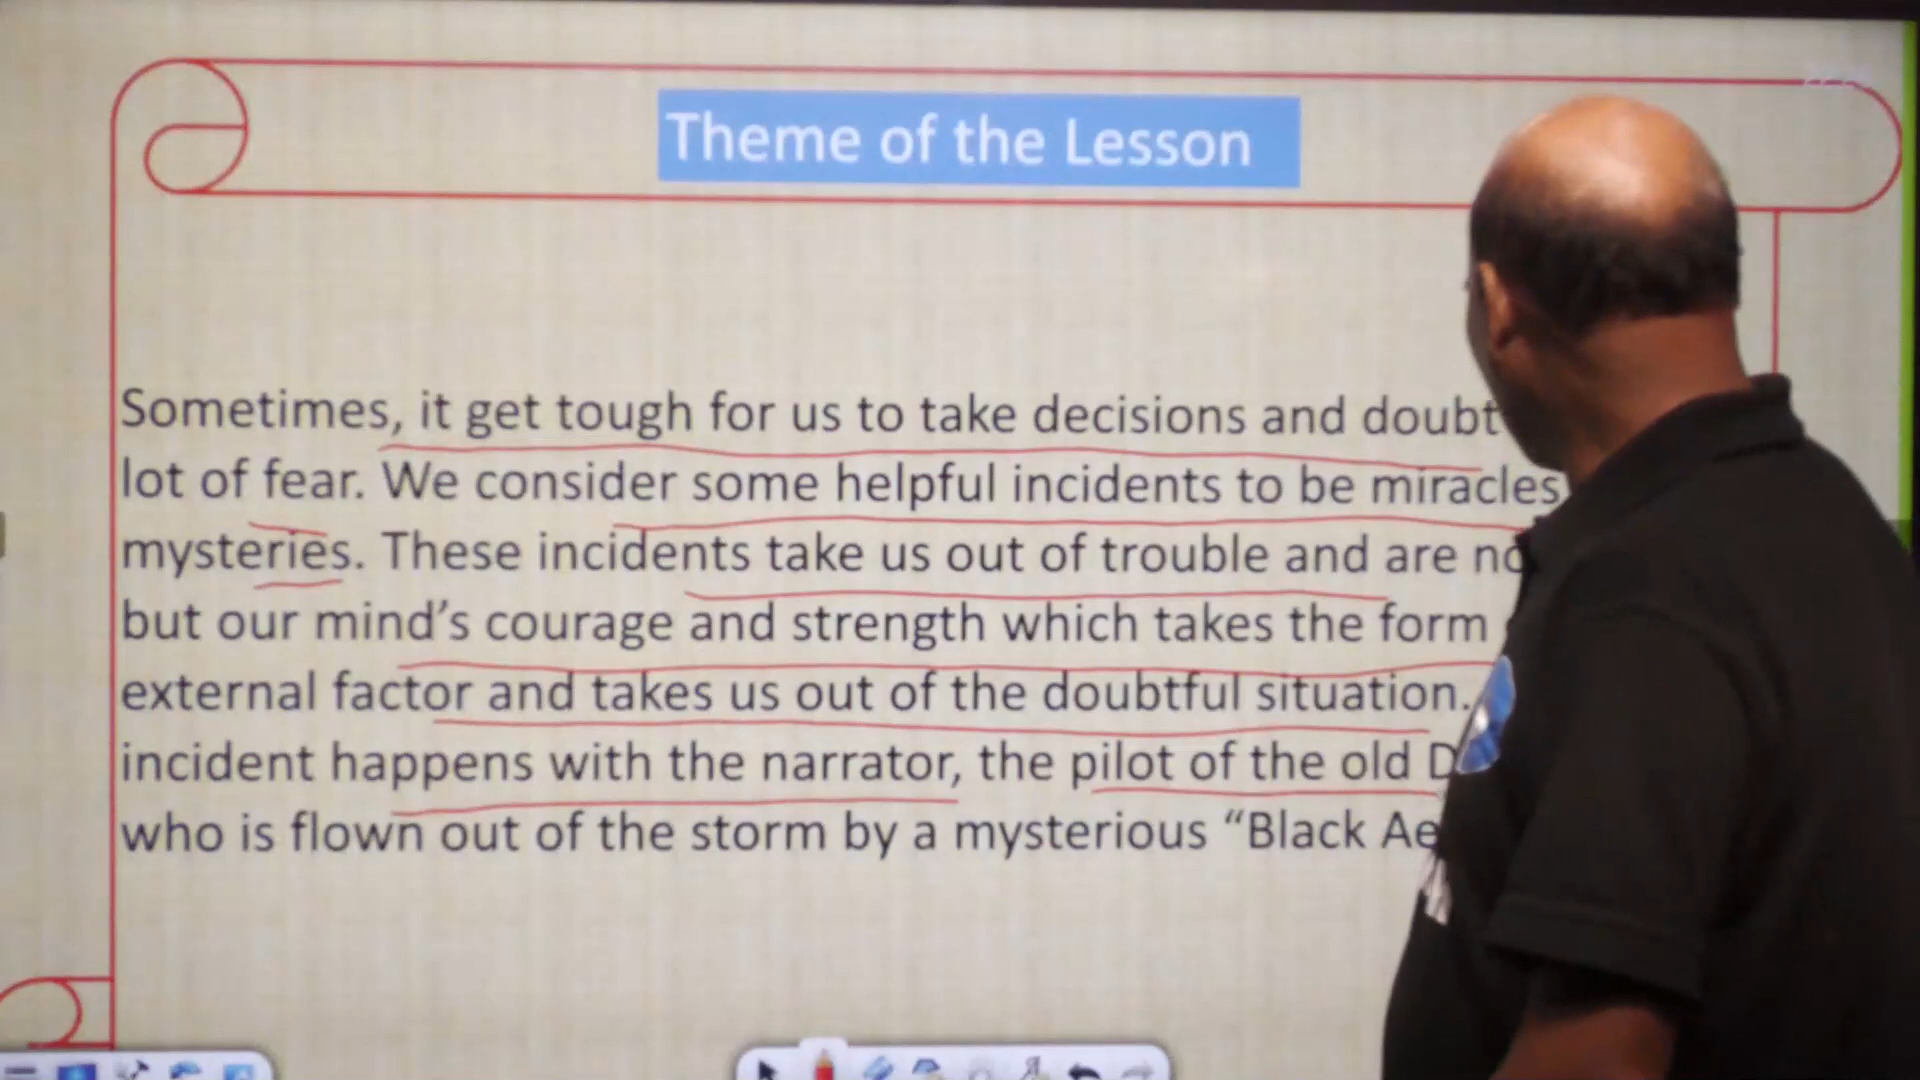 Theme of the Lesson
Sometimes, it get tough for us to take decisions and doubt
lot of fear. We consider some helpful incidents to be miracles
mysteries. These incidents take us out of trouble and are
but our mind’s courage and strength which takes the form
external factor and takes us out of the doubtful situation.
incident happens with the narrator, the pilot of the old
who is flown out of the storm by a mysterious “Black